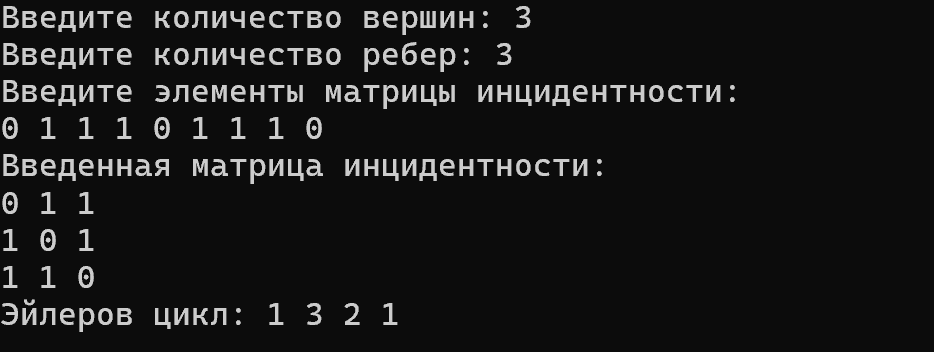 Введите количество вершин: 3
Введите количество ребер: 3
Введите элементы матрицы инцидентности:
0 1 1 1 0 1 1 1 0
Введенная матрица инцидентности:
0 1 1
1 0 1
1 1 0
Эйлеров цикл: 1 3 2 1